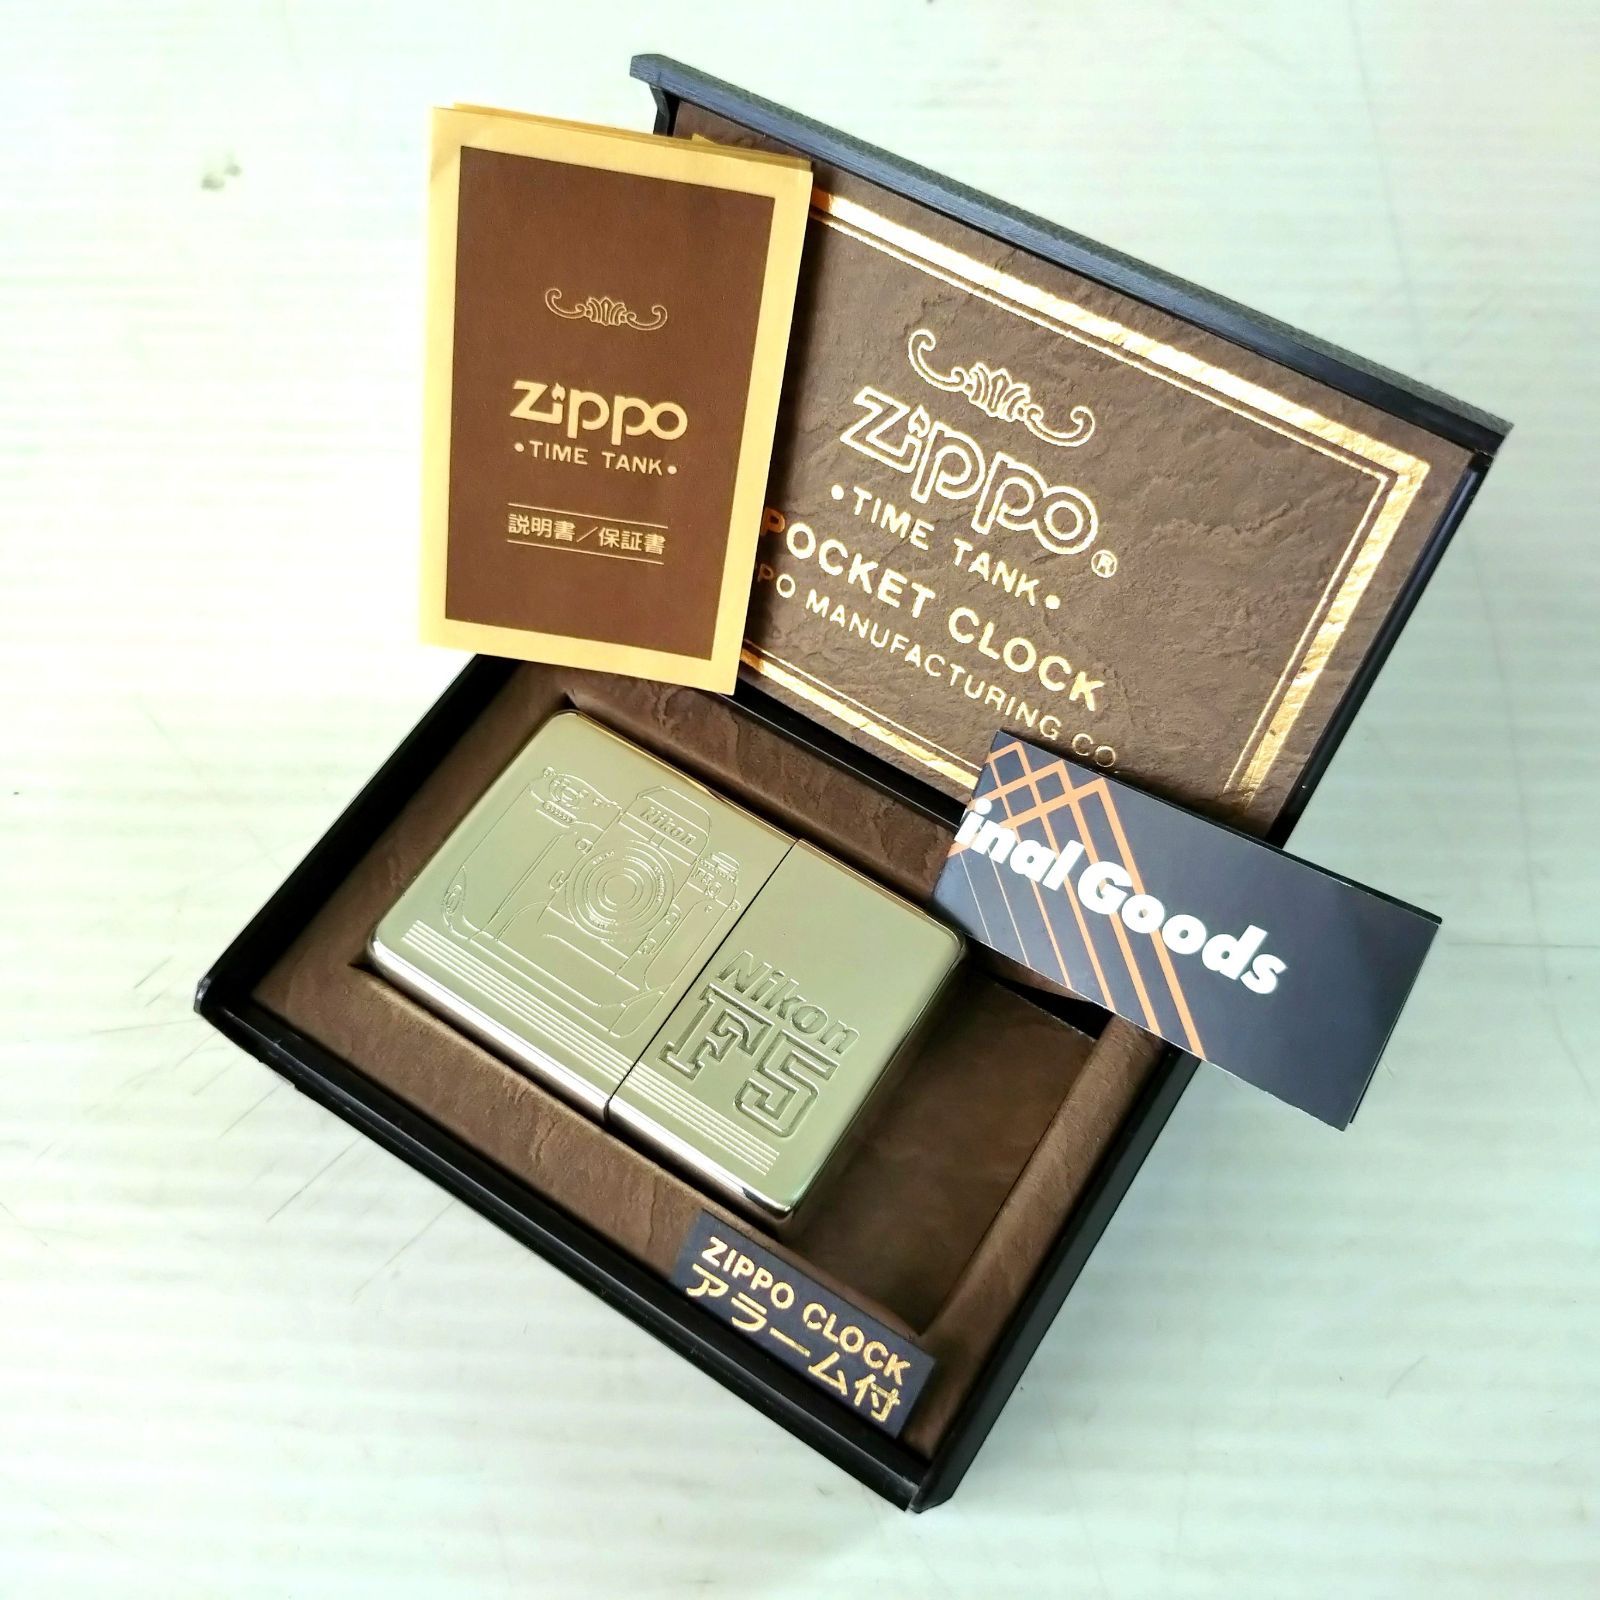 Zippo
•TIME TANK•
説明書/保証書
Zippo®
•TIME TANK•
POCKET CLOCK
PPO MANUFACTURING CO.
inal Goods
Nikon
Nikon
F5
ZIPPO CLOCK
アラーム付